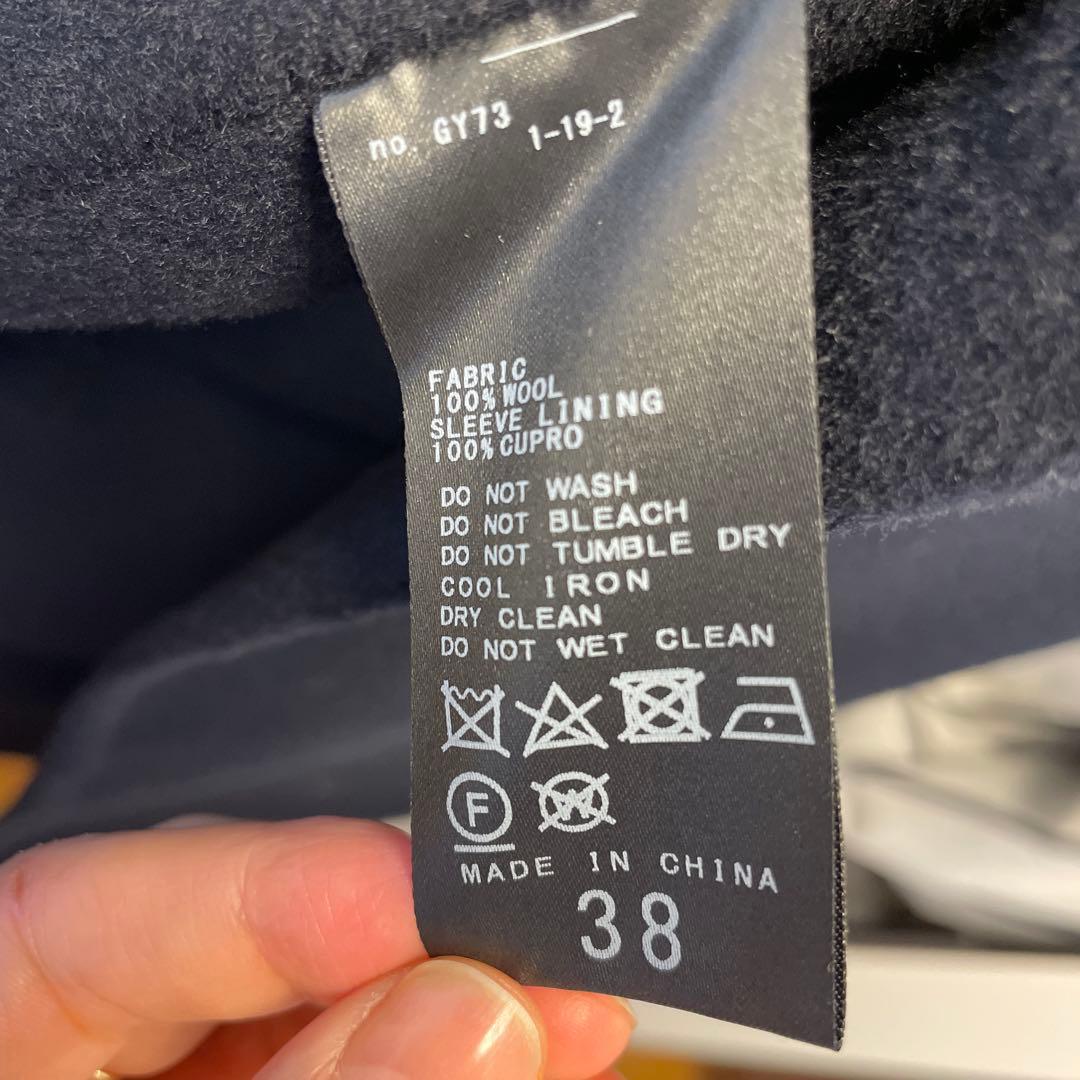 no. GY73 1-19-2
FABRIC
100% WOOL
SLEEVE LINING
100% CUPRO
DO NOT WASH
DO NOT BLEACH
DO NOT TUMBLE DRY
COOL IRON
DRY CLEAN
DO NOT WET CLEAN
F W
MADE IN CHINA
38